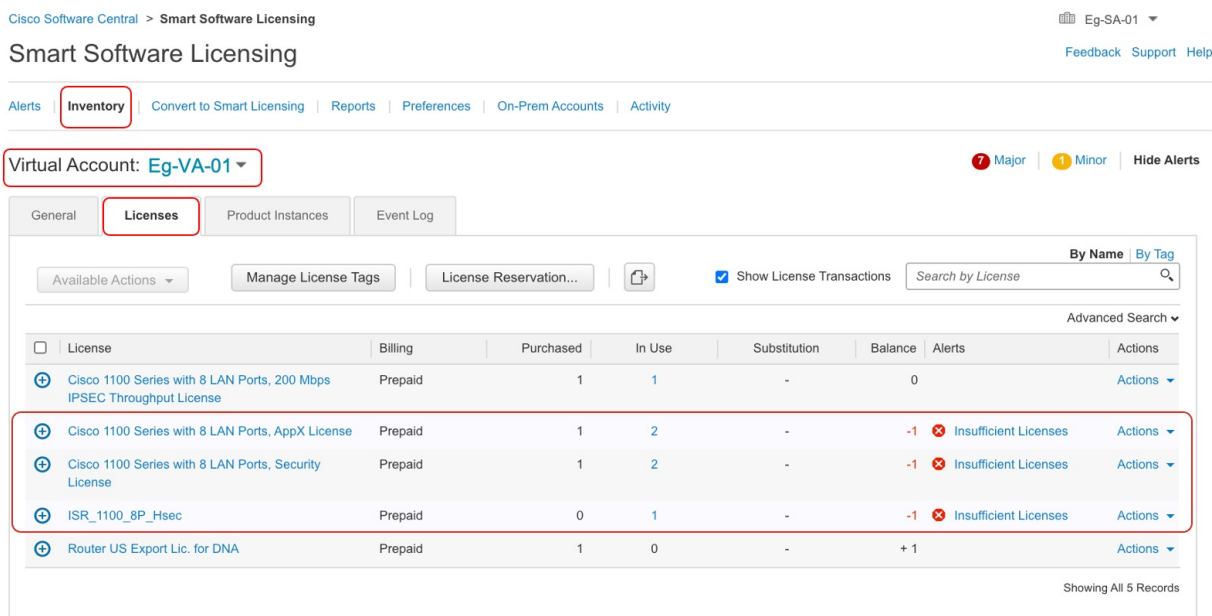 Cisco Software Central > Smart Software Licensing
Eg-SA-01
Smart Software Licensing
Feedback Support Help
Alerts | Inventory | Convert to Smart Licensing | Reports | Preferences | On-Prem Accounts | Activity
Virtual Account: Eg-VA-01
7 Major | 1 Minor | Hide Alerts
General Licenses Product Instances Event Log
By Name | By Tag
Available Actions Manage License Tags | License Reservation... | Show License Transactions Search by License
Advanced Search
License Billing Purchased In Use Substitution Balance Alerts Actions
Cisco 1100 Series with 8 LAN Ports, 200 Mbps Prepaid 1 1 - 0 Actions
IPSEC Throughput License
Cisco 1100 Series with 8 LAN Ports, AppX License Prepaid 1 2 - -1 Insufficient Licenses Actions
Cisco 1100 Series with 8 LAN Ports, Security Prepaid 1 2 - -1 Insufficient Licenses Actions
License
ISR_1100_8P_Hsec Prepaid 0 1 - -1 Insufficient Licenses Actions
Router US Export Lic. for DNA Prepaid 1 0 - + 1 Actions
Showing All 5 Records